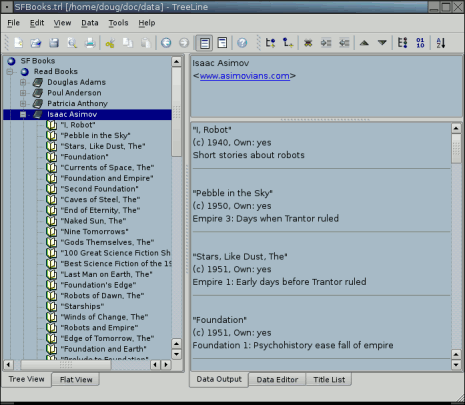 SFBooks.trl [/home/doug/doc/data] - TreeLine
File Edit View Data Tools Help
SF Books
Read Books
Douglas Adams
Poul Anderson
Patricia Anthony
Isaac Asimov
"I, Robot"
"Pebble in the Sky"
"Stars, Like Dust, The"
"Foundation"
"Currents of Space, The"
"Foundation and Empire"
"Second Foundation"
"Caves of Steel, The"
"End of Eternity, The"
"Naked Sun, The"
"Nine Tomorrows"
"Gods Themselves, The"
"100 Great Science Fiction Sh
"Best Science Fiction of the 19
"Last Man on Earth, The"
"Foundation's Edge"
"Robots of Dawn, The"
"Starships"
"Winds of Change, The"
"Robots and Empire"
"Edge of Tomorrow, The"
"Foundation and Earth"
"Prelude to Foundation"
Tree View Flat View
Isaac Asimov
<www.asimovians.com>
"I, Robot"
(c) 1940, Own: yes
Short stories about robots
"Pebble in the Sky"
(c) 1950, Own: yes
Empire 3: Days when Trantor ruled
"Stars, Like Dust, The"
(c) 1951, Own: yes
Empire 1: Early days before Trantor ruled
"Foundation"
(c) 1951, Own: yes
Foundation 1: Psychohistory ease fall of empire
Data Output Data Editor Title List